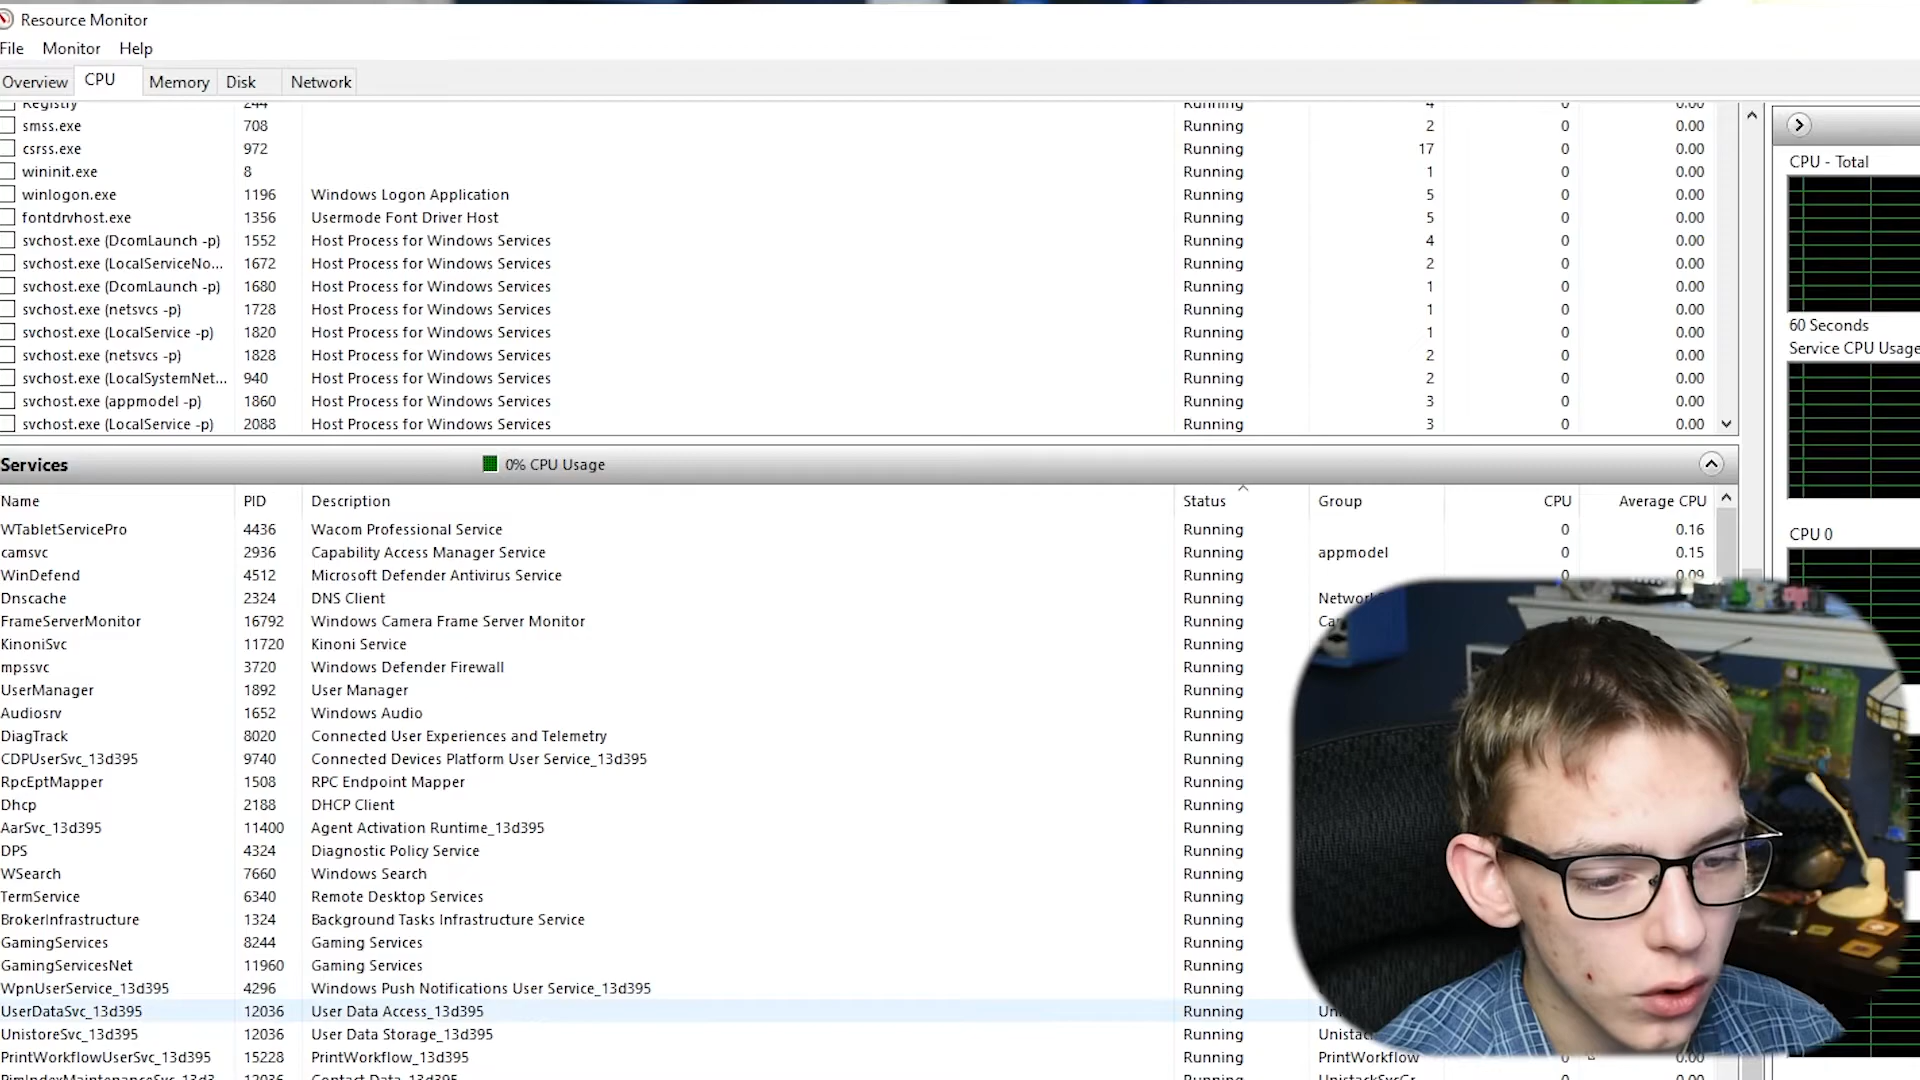 Resource Monitor
File Monitor Help
Overview CPU Memory Disk Network
Registry 244 Running 4 0 0.00
smss.exe 708 Running 2 0 0.00
csrss.exe 972 Running 17 0 0.00
wininit.exe 8 Running 1 0 0.00
winlogon.exe 1196 Windows Logon Application Running 5 0 0.00
fontdrvhost.exe 1356 Usermode Font Driver Host Running 5 0 0.00
svchost.exe (DcomLaunch -p) 1552 Host Process for Windows Services Running 4 0 0.00
svchost.exe (LocalServiceNo... 1672 Host Process for Windows Services Running 2 0 0.00
svchost.exe (DcomLaunch -p) 1680 Host Process for Windows Services Running 1 0 0.00
svchost.exe (netsvcs -p) 1728 Host Process for Windows Services Running 1 0 0.00
svchost.exe (LocalService -p) 1820 Host Process for Windows Services Running 1 0 0.00
svchost.exe (netsvcs -p) 1828 Host Process for Windows Services Running 2 0 0.00
svchost.exe (LocalSystemNet... 940 Host Process for Windows Services Running 2 0 0.00
svchost.exe (appmodel -p) 1860 Host Process for Windows Services Running 3 0 0.00
svchost.exe (LocalService -p) 2088 Host Process for Windows Services Running 3 0 0.00
Services 0% CPU Usage
Name PID Description Status Group CPU Average CPU
WTabletServicePro 4436 Wacom Professional Service Running 0 0.16
camsvc 2936 Capability Access Manager Service Running appmodel 0 0.15
WinDefend 4512 Microsoft Defender Antivirus Service Running 0 0.09
Dnscache 2324 DNS Client Running
FrameServerMonitor 16792 Windows Camera Frame Server Monitor Running
KinoniSvc 11720 Kinoni Service Running
mpssvc 3720 Windows Defender Firewall Running
UserManager 1892 User Manager Running
Audiosrv 1652 Windows Audio Running
DiagTrack 8020 Connected User Experiences and Telemetry Running
CDPUserSvc_13d395 9740 Connected Devices Platform User Service_13d395 Running
RpcEptMapper 1508 RPC Endpoint Mapper Running
Dhcp 2188 DHCP Client Running
AarSvc_13d395 11400 Agent Activation Runtime_13d395 Running
DPS 4324 Diagnostic Policy Service Running
WSearch 7660 Windows Search Running
TermService 6340 Remote Desktop Services Running
BrokerInfrastructure 1324 Background Tasks Infrastructure Service Running
GamingServices 8244 Gaming Services Running
GamingServicesNet 11960 Gaming Services Running
WpnUserService_13d395 4296 Windows Push Notifications User Service_13d395 Running
UserDataSvc_13d395 12036 User Data Access_13d395 Running
UnistoreSvc_13d395 12036 User Data Storage_13d395 Running
PrintWorkflowUserSvc_13d395 15228 PrintWorkflow_13d395 Running PrintWorkflow 0 0.00
12036 Contact Data_13d395 Running
CPU - Total
60 Seconds
Service CPU Usage
CPU 0